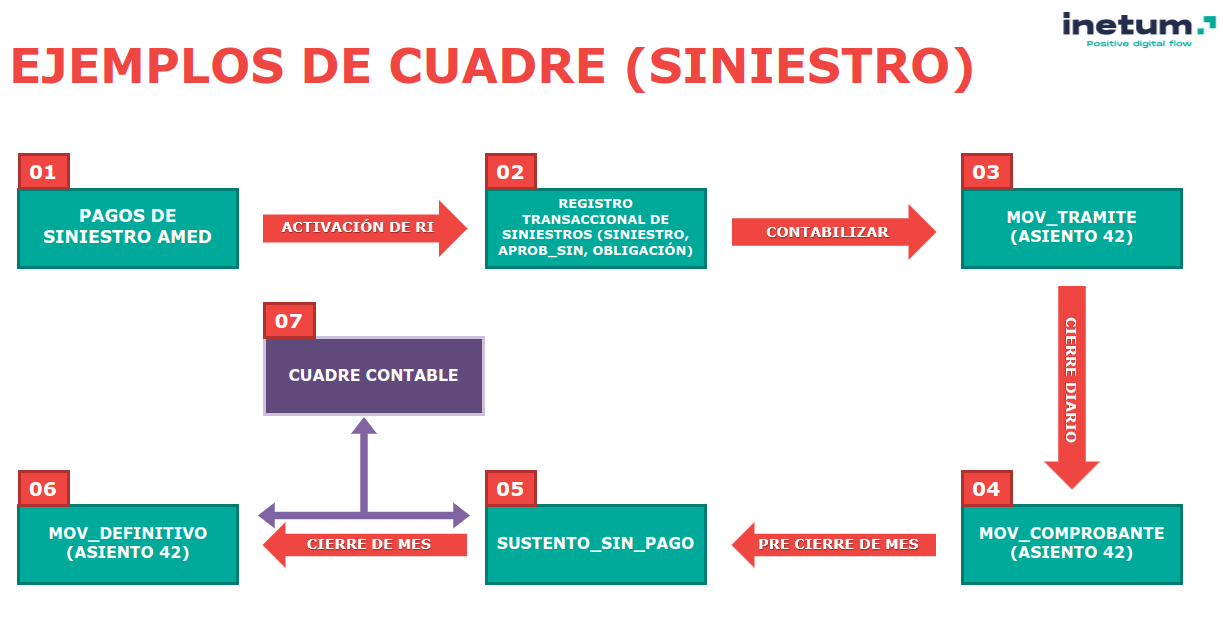 inetum
Positive digital flow
EJEMPLOS DE CUADRE (SINIESTRO)
01
PAGOS DE
SINIESTRO AMED
ACTIVACIÓN DE RI
02
REGISTRO
TRANSACCIONAL DE
SINIESTROS (SINIESTRO,
APROB_SIN, OBLIGACIÓN)
CONTABILIZAR
03
MOV_TRAMITE
(ASIENTO 42)
CIERRE DIARIO
04
MOV_COMPROBANTE
(ASIENTO 42)
PRE CIERRE DE MES
05
SUSTENTO_SIN_PAGO
CIERRE DE MES
06
MOV_DEFINITIVO
(ASIENTO 42)
07
CUADRE CONTABLE